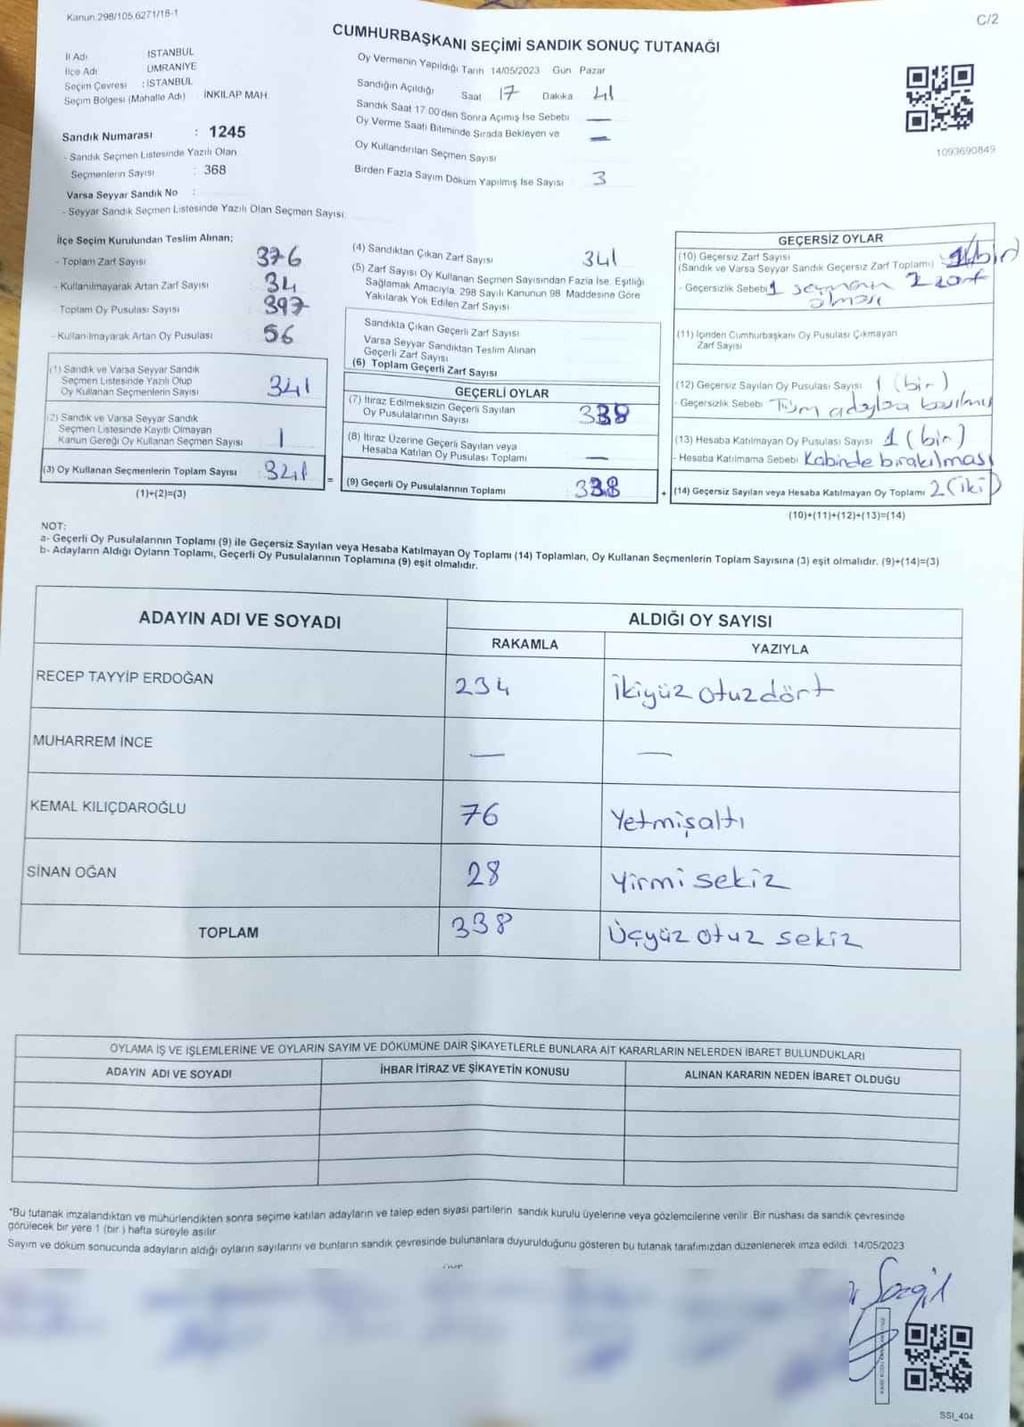 Kanun.298/105,6271/18-1
C/2
CUMHURBAŞKANI SEÇİMİ SANDIK SONUÇ TUTANAĞI
İl Adı İSTANBUL
İlçe Adı ÜMRANİYE
Seçim Çevresi : İSTANBUL
Seçim Bölgesi (Mahalle Adı) İNKILAP MAH.
Sandık Numarası : 1245
- Sandık Seçmen Listesinde Yazılı Olan
Seçmenlerin Sayısı : 368
Varsa Seyyar Sandık No :
- Seyyar Sandık Seçmen Listesinde Yazılı Olan Seçmen Sayısı:
Oy Vermenin Yapıldığı Tarih 14/05/2023 Gün Pazar
Sandığın Açıldığı Saat 17 Dakika 41
Sandık Saat 17:00'den Sonra Açımış İse Sebebi —
Oy Verme Saati Bitiminde Sırada Bekleyen ve —
Oy Kullandırılan Seçmen Sayısı
Birden Fazla Sayım Döküm Yapılmış İse Sayısı 3
1093690849
İlçe Seçim Kurulundan Teslim Alınan;
- Toplam Zarf Sayısı 376
- Kullanılmayarak Artan Zarf Sayısı 34
- Toplam Oy Pusulası Sayısı 397
- Kullanılmayarak Artan Oy Pusulası 56
(1) Sandık ve Varsa Seyyar Sandık
Seçmen Listesinde Yazılı Olup
Oy Kullanan Seçmenlerin Sayısı 341
(2) Sandık ve Varsa Seyyar Sandık
Seçmen Listesinde Kayıtlı Olmayan
Kanun Gereği Oy Kullanan Seçmen Sayısı 1
(3) Oy Kullanan Seçmenlerin Toplam Sayısı 341 =
(1)+(2)=(3)
(4) Sandıktan Çıkan Zarf Sayısı 341
(5) Zarf Sayısı Oy Kullanan Seçmen Sayısından Fazla İse, Eşitliği
Sağlamak Amacıyla, 298 Sayılı Kanunun 98. Maddesine Göre
Yakılarak Yok Edilen Zarf Sayısı
Sandıkta Çıkan Geçerli Zarf Sayısı
Varsa Seyyar Sandıktan Teslim Alınan
Geçerli Zarf Sayısı
(6) Toplam Geçerli Zarf Sayısı
GEÇERLİ OYLAR
(7) İtiraz Edilmeksizin Geçerli Sayılan
Oy Pusulalarının Sayısı 338
(8) İtiraz Üzerine Geçerli Sayılan veya
Hesaba Katılan Oy Pusulası Toplamı —
(9) Geçerli Oy Pusulalarının Toplamı 338 +
GEÇERSİZ OYLAR
(10) Geçersiz Zarf Sayısı
(Sandık ve Varsa Seyyar Sandık Geçersiz Zarf Toplamı) 1(bir)
- Geçersizlik Sebebi 1 seçmenin 2 zarf
olması
(11) İçinden Cumhurbaşkanı Oy Pusulası Çıkmayan
Zarf Sayısı
(12) Geçersiz Sayılan Oy Pusulası Sayısı 1 (bir)
- Geçersizlik Sebebi Tüm adaylara basılmış
(13) Hesaba Katılmayan Oy Pusulası Sayısı 1 (bir)
- Hesaba Katılmama Sebebi Kabinde bırakılması
(14) Geçersiz Sayılan veya Hesaba Katılmayan Oy Toplamı 2 (iki)
(10)+(11)+(12)+(13)=(14)
NOT:
a- Geçerli Oy Pusulalarının Toplamı (9) ile Geçersiz Sayılan veya Hesaba Katılmayan Oy Toplamı (14) Toplamları, Oy Kullanan Seçmenlerin Toplam Sayısına (3) eşit olmalıdır. (9)+(14)=(3)
b- Adayların Aldığı Oyların Toplamı, Geçerli Oy Pusulalarının Toplamına (9) eşit olmalıdır.
ADAYIN ADI VE SOYADI ALDIĞI OY SAYISI
RAKAMLA YAZIYLA
RECEP TAYYİP ERDOĞAN 234 İkiyüz otuzdört
MUHARREM İNCE — —
KEMAL KILIÇDAROĞLU 76 Yetmişaltı
SİNAN OĞAN 28 Yirmi sekiz
TOPLAM 338 Üçyüz otuz sekiz
OYLAMA İŞ VE İŞLEMLERİNE VE OYLARIN SAYIM VE DÖKÜMÜNE DAİR ŞİKAYETLERLE BUNLARA AİT KARARLARIN NELERDEN İBARET BULUNDUKLARI
ADAYIN ADI VE SOYADI İHBAR İTİRAZ VE ŞİKAYETİN KONUSU ALINAN KARARIN NEDEN İBARET OLDUĞU
*Bu tutanak imzalandıktan ve mühürlendikten sonra seçime katılan adayların ve talep eden siyasi partilerin sandık kurulu üyelerine veya gözlemcilerine verilir. Bir nüshası da sandık çevresinde
görülecek bir yere 1 (bir ) hafta süreyle asılır.
Sayım ve döküm sonucunda adayların aldığı oyların sayılarını ve bunların sandık çevresinde bulunanlara duyurulduğunu gösteren bu tutanak tarafımızdan düzenlenerek imza edildi. 14/05/2023
SSI_404